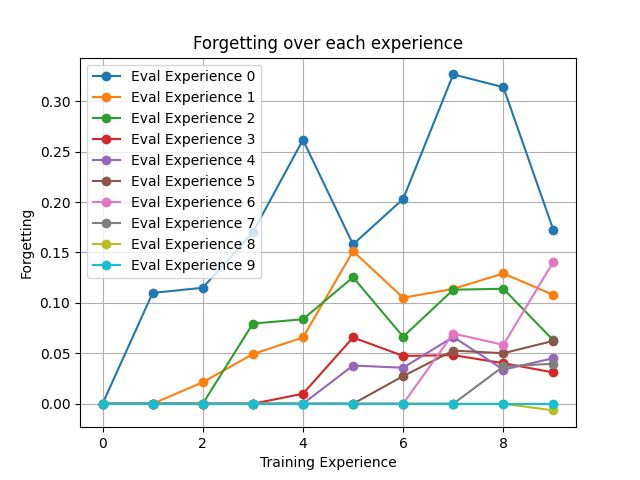 Forgetting over each experience
Eval Experience 0
Eval Experience 1
Eval Experience 2
Eval Experience 3
Eval Experience 4
Eval Experience 5
Eval Experience 6
Eval Experience 7
Eval Experience 8
Eval Experience 9
Forgetting
0.30
0.25
0.20
0.15
0.10
0.05
0.00
0 2 4 6 8
Training Experience